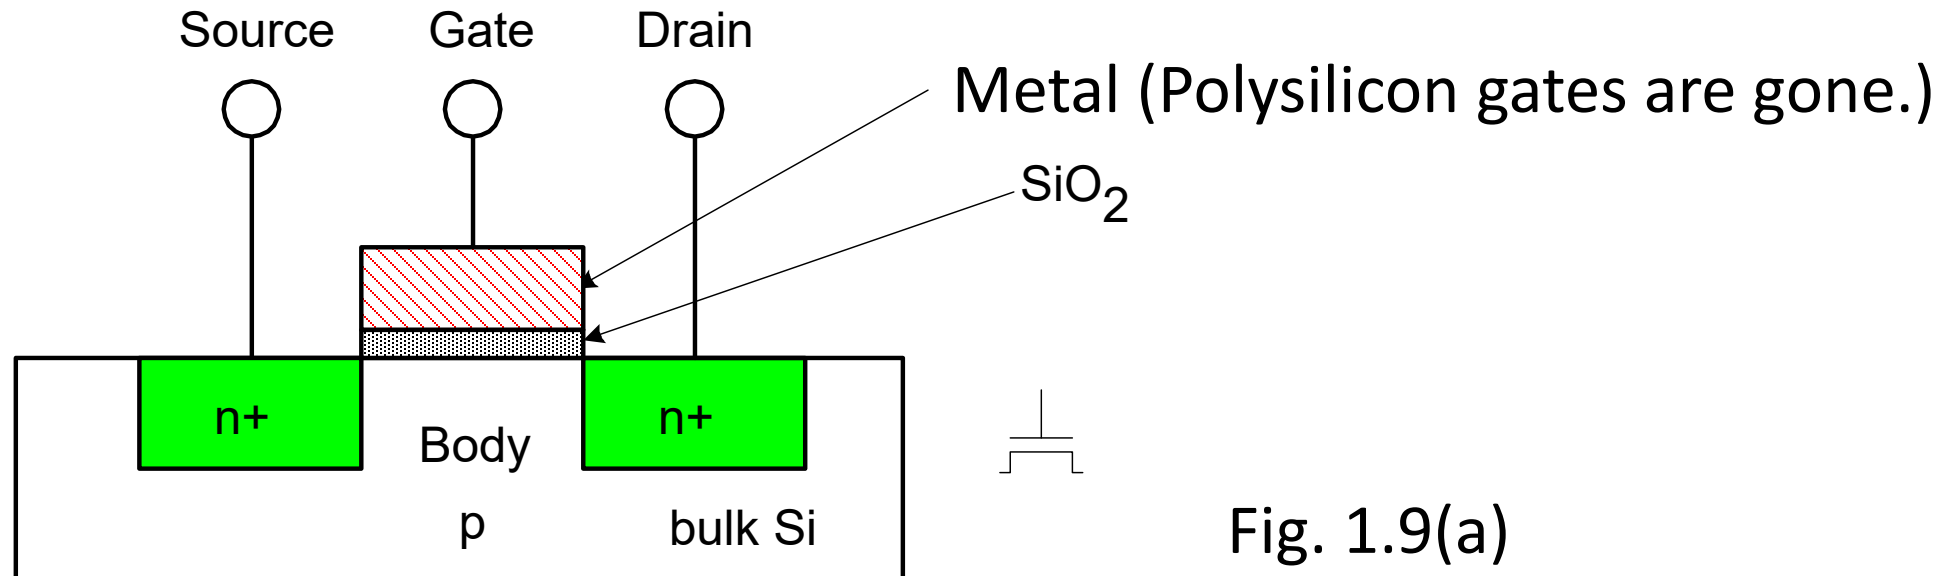 Source Gate Drain
Metal (Polysilicon gates are gone.)
SiO2
n+ n+
Body
p bulk Si
Fig. 1.9(a)